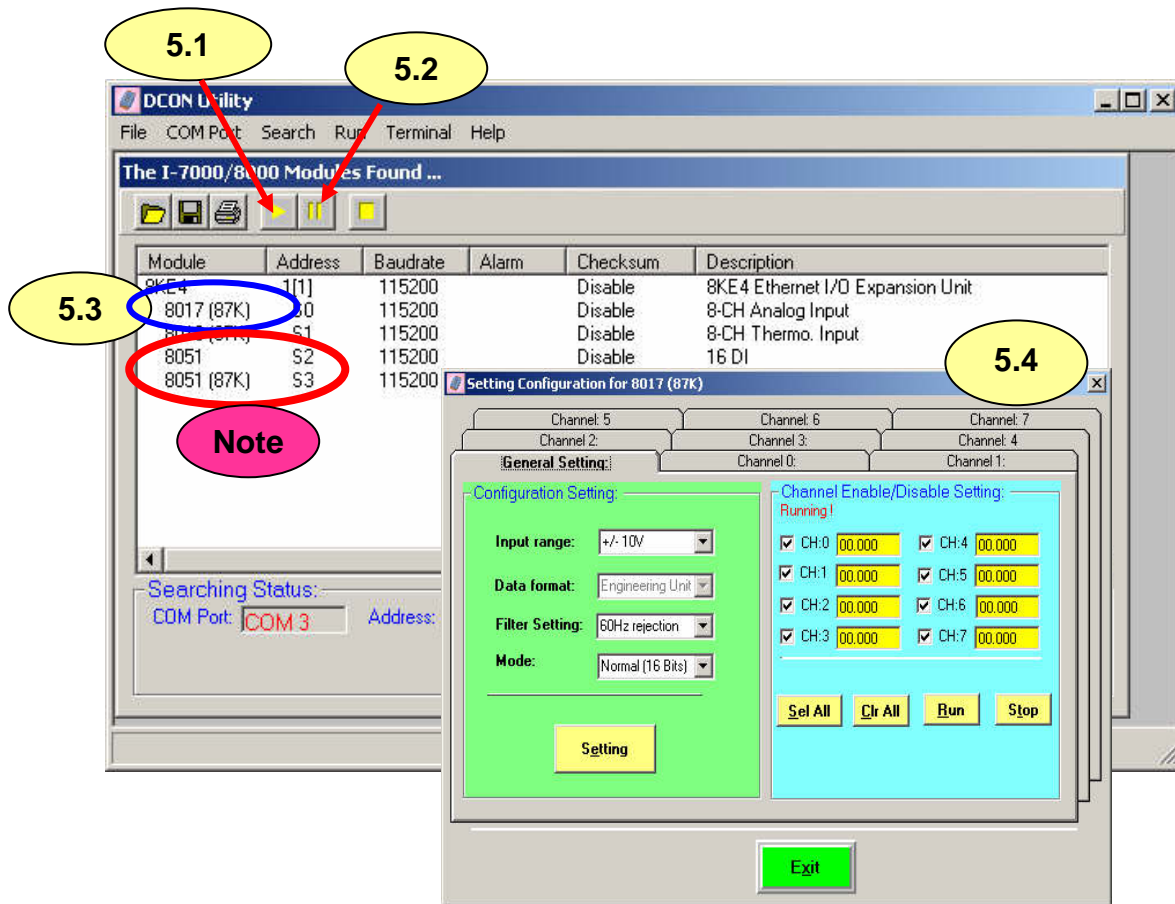 5.1
5.2
DCON Utility
File COM Port Search Run Terminal Help
The I-7000/8000 Modules Found ...
Module Address Baudrate Alarm Checksum Description
8KE4 1[1] 115200 Disable 8KE4 Ethernet I/O Expansion Unit
5.3
8017 (87K) S0 115200 Disable 8-CH Analog Input
S1 115200 Disable 8-CH Thermo. Input
8051 S2 115200 Disable 16 DI
8051 (87K) S3 115200
5.4
Note
Searching Status:
COM Port: COM 3 Address:
Setting Configuration for 8017 (87K)
Channel: 5 Channel: 6 Channel: 7
Channel 2: Channel 3: Channel: 4
General Setting: Channel 0: Channel 1:
Configuration Setting:
Input range: +/- 10V
Data format: Engineering Unit
Filter Setting: 60Hz rejection
Mode: Normal (16 Bits)
Setting
Channel Enable/Disable Setting:
Running !
CH:0 00.000 CH:4 00.000
CH:1 00.000 CH:5 00.000
CH:2 00.000 CH:6 00.000
CH:3 00.000 CH:7 00.000
Sel All Clr All Run Stop
Exit